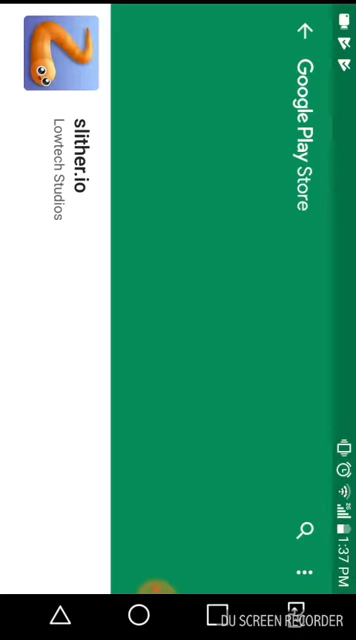 1:37 PM
Google Play Store
slither.io
Lowtech Studios
DU SCREEN RECORDER